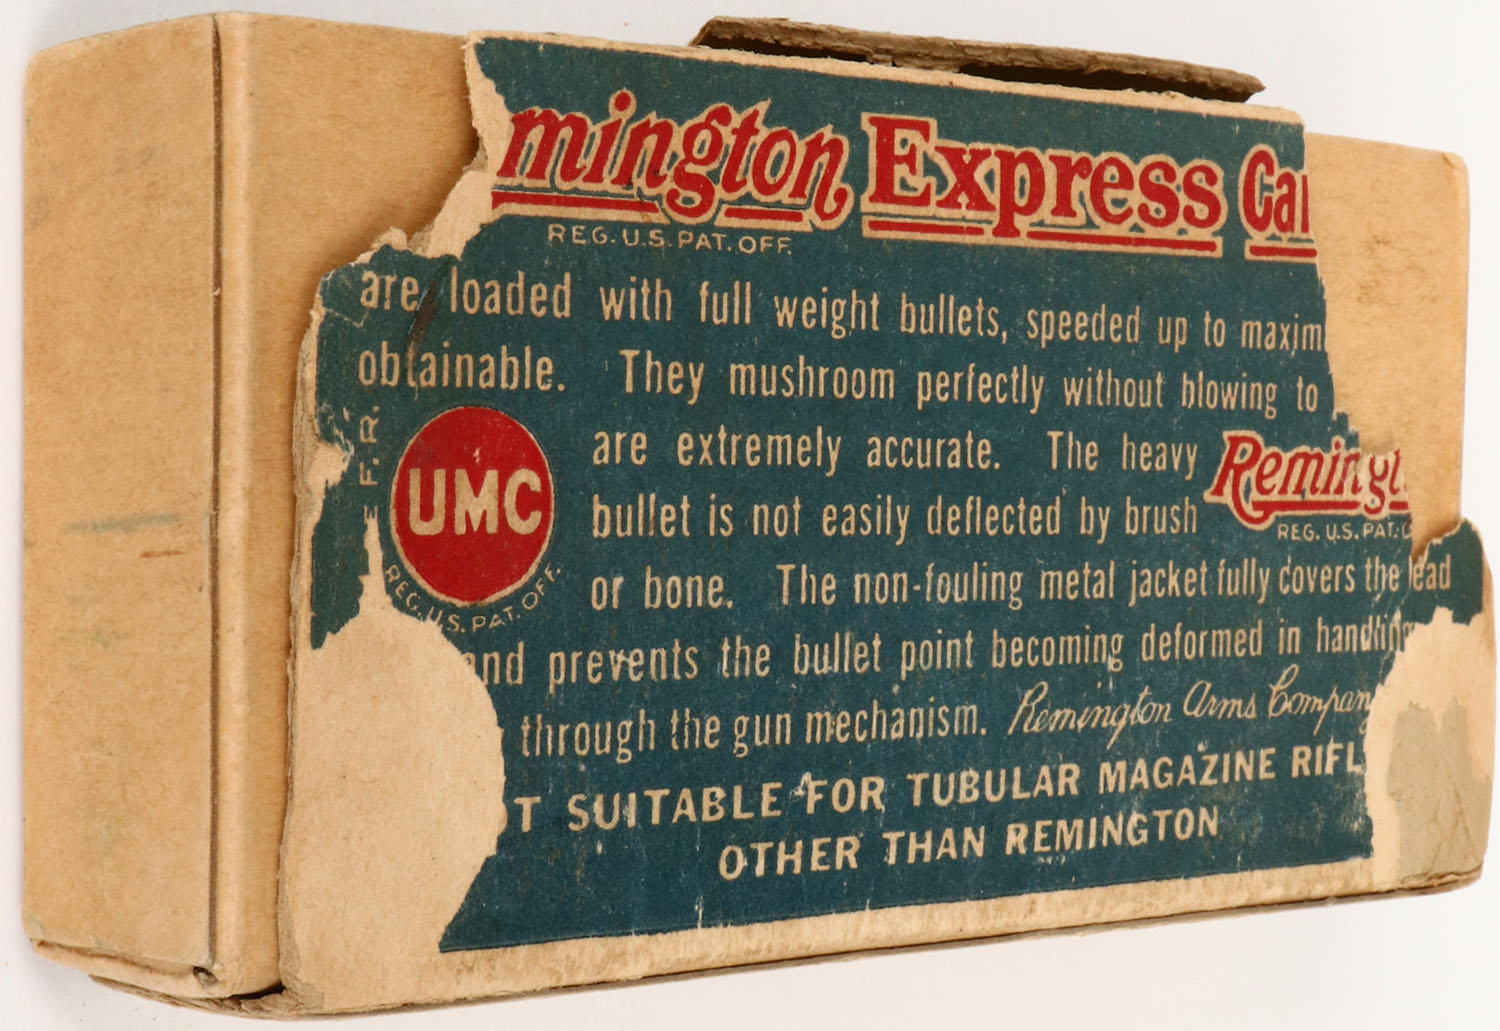 mington Express Car
REG. U.S. PAT. OFF.
are loaded with full weight bullets, speeded up to maxim
obtainable. They mushroom perfectly without blowing to
are extremely accurate. The heavy Remingt
REG. U.S. PAT. O
bullet is not easily deflected by brush
or bone. The non-fouling metal jacket fully covers the lead
nd prevents the bullet point becoming deformed in handling
through the gun mechanism. Remington Arms Company
T SUITABLE FOR TUBULAR MAGAZINE RIFL
OTHER THAN REMINGTON
UMC
REG. U.S. PAT. OFF.
E F.R.